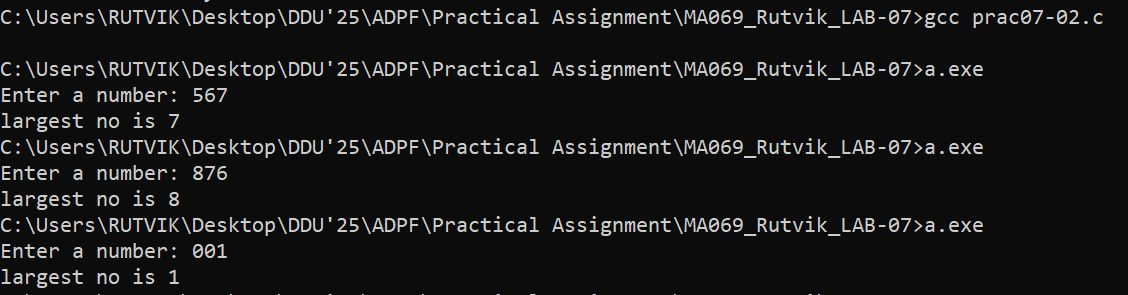 C:\Users\RUTVIK\Desktop\DDU'25\ADPF\Practical Assignment\MA069_Rutvik_LAB-07>gcc prac07-02.c
C:\Users\RUTVIK\Desktop\DDU'25\ADPF\Practical Assignment\MA069_Rutvik_LAB-07>a.exe
Enter a number: 567
largest no is 7
C:\Users\RUTVIK\Desktop\DDU'25\ADPF\Practical Assignment\MA069_Rutvik_LAB-07>a.exe
Enter a number: 876
largest no is 8
C:\Users\RUTVIK\Desktop\DDU'25\ADPF\Practical Assignment\MA069_Rutvik_LAB-07>a.exe
Enter a number: 001
largest no is 1